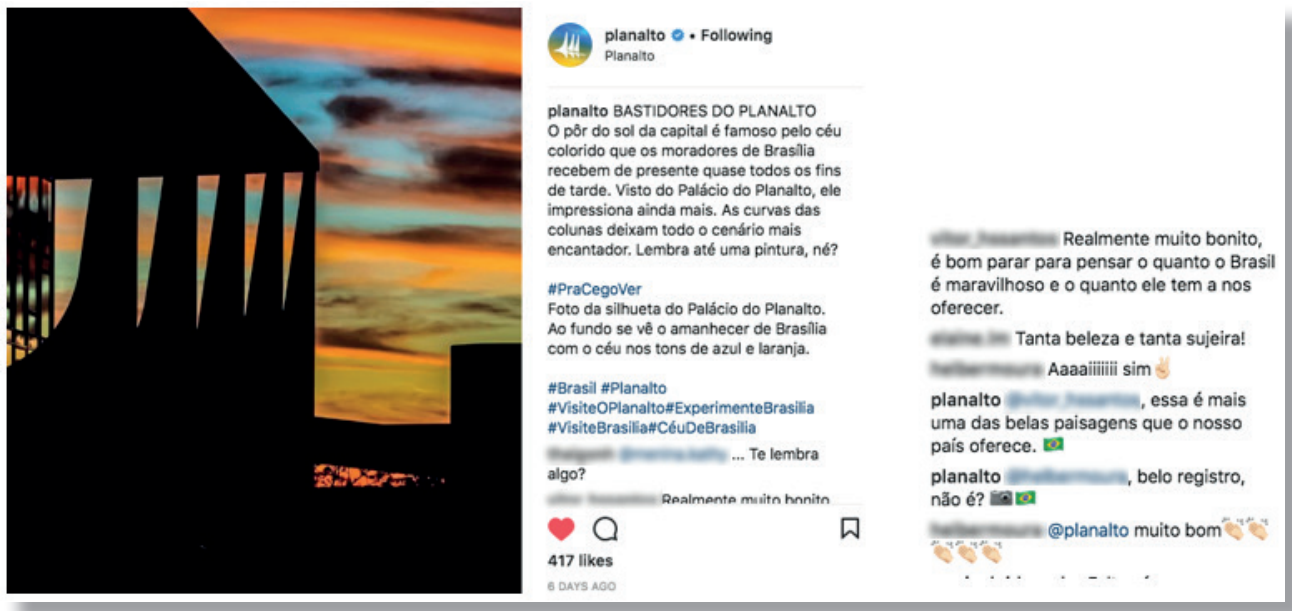 planalto • Following
Planalto
planalto BASTIDORES DO PLANALTO
O pôr do sol da capital é famoso pelo céu
colorido que os moradores de Brasília
recebem de presente quase todos os fins
de tarde. Visto do Palácio do Planalto, ele
impressiona ainda mais. As curvas das
colunas deixam todo o cenário mais
encantador. Lembra até uma pintura, né?
#PraCegoVer
Foto da silhueta do Palácio do Planalto.
Ao fundo se vê o amanhecer de Brasília
com o céu nos tons de azul e laranja.
#Brasil #Planalto
#VisiteOPlanalto#ExperimenteBrasilia
#VisiteBrasilia#CéuDeBrasilia
... Te lembra
algo?
Realmente muito bonito
417 likes
6 DAYS AGO
Realmente muito bonito,
é bom parar para pensar o quanto o Brasil
é maravilhoso e o quanto ele tem a nos
oferecer.
Tanta beleza e tanta sujeira!
Aaaaiiiiiii sim✌🏻
planalto , essa é mais
uma das belas paisagens que o nosso
país oferece. 🇧🇷
planalto , belo registro,
não é? 📷🇧🇷
@planalto muito bom👏🏻👏🏻
👏🏻👏🏻👏🏻